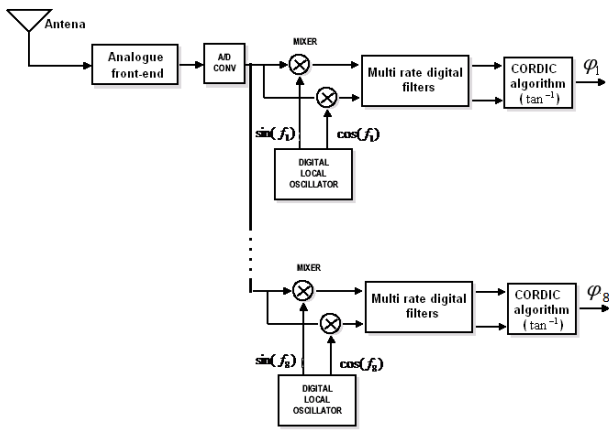 Antena
Analogue
front-end
A/D
CONV
MIXER
Multi rate digital
filters
CORDIC
algorithm
(tan⁻¹)
φ₁
sin(f₁)
cos(f₁)
DIGITAL
LOCAL
OSCILLATOR
MIXER
Multi rate digital
filters
CORDIC
algorithm
(tan⁻¹)
φ₈
sin(f₈)
cos(f₈)
DIGITAL
LOCAL
OSCILLATOR